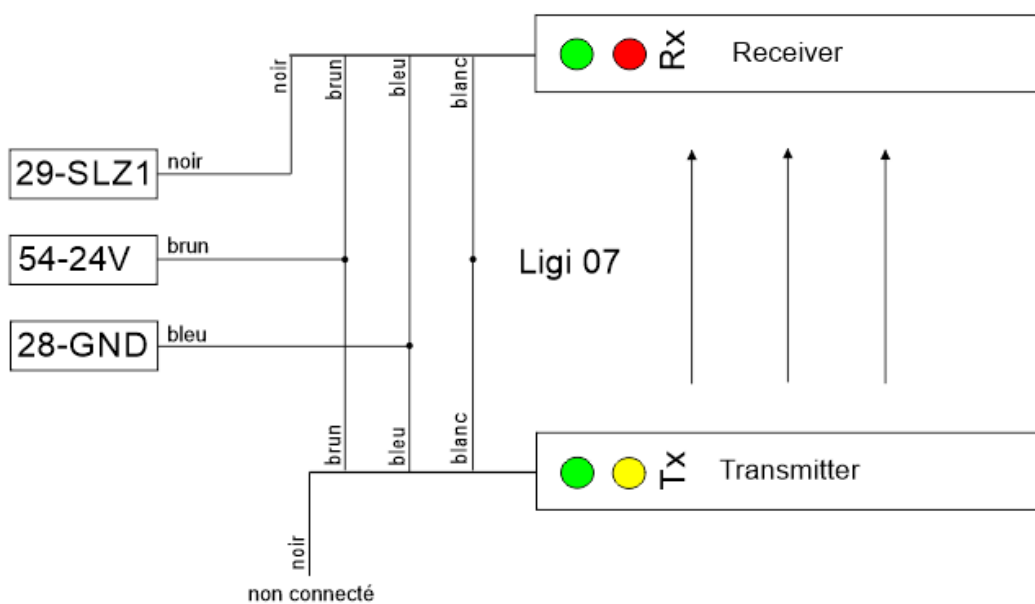 Rx
Receiver
noir
brun
bleu
blanc
29-SLZ1
noir
54-24V
brun
Ligi 07
28-GND
bleu
brun
bleu
blanc
Tx
Transmitter
noir
non connecté